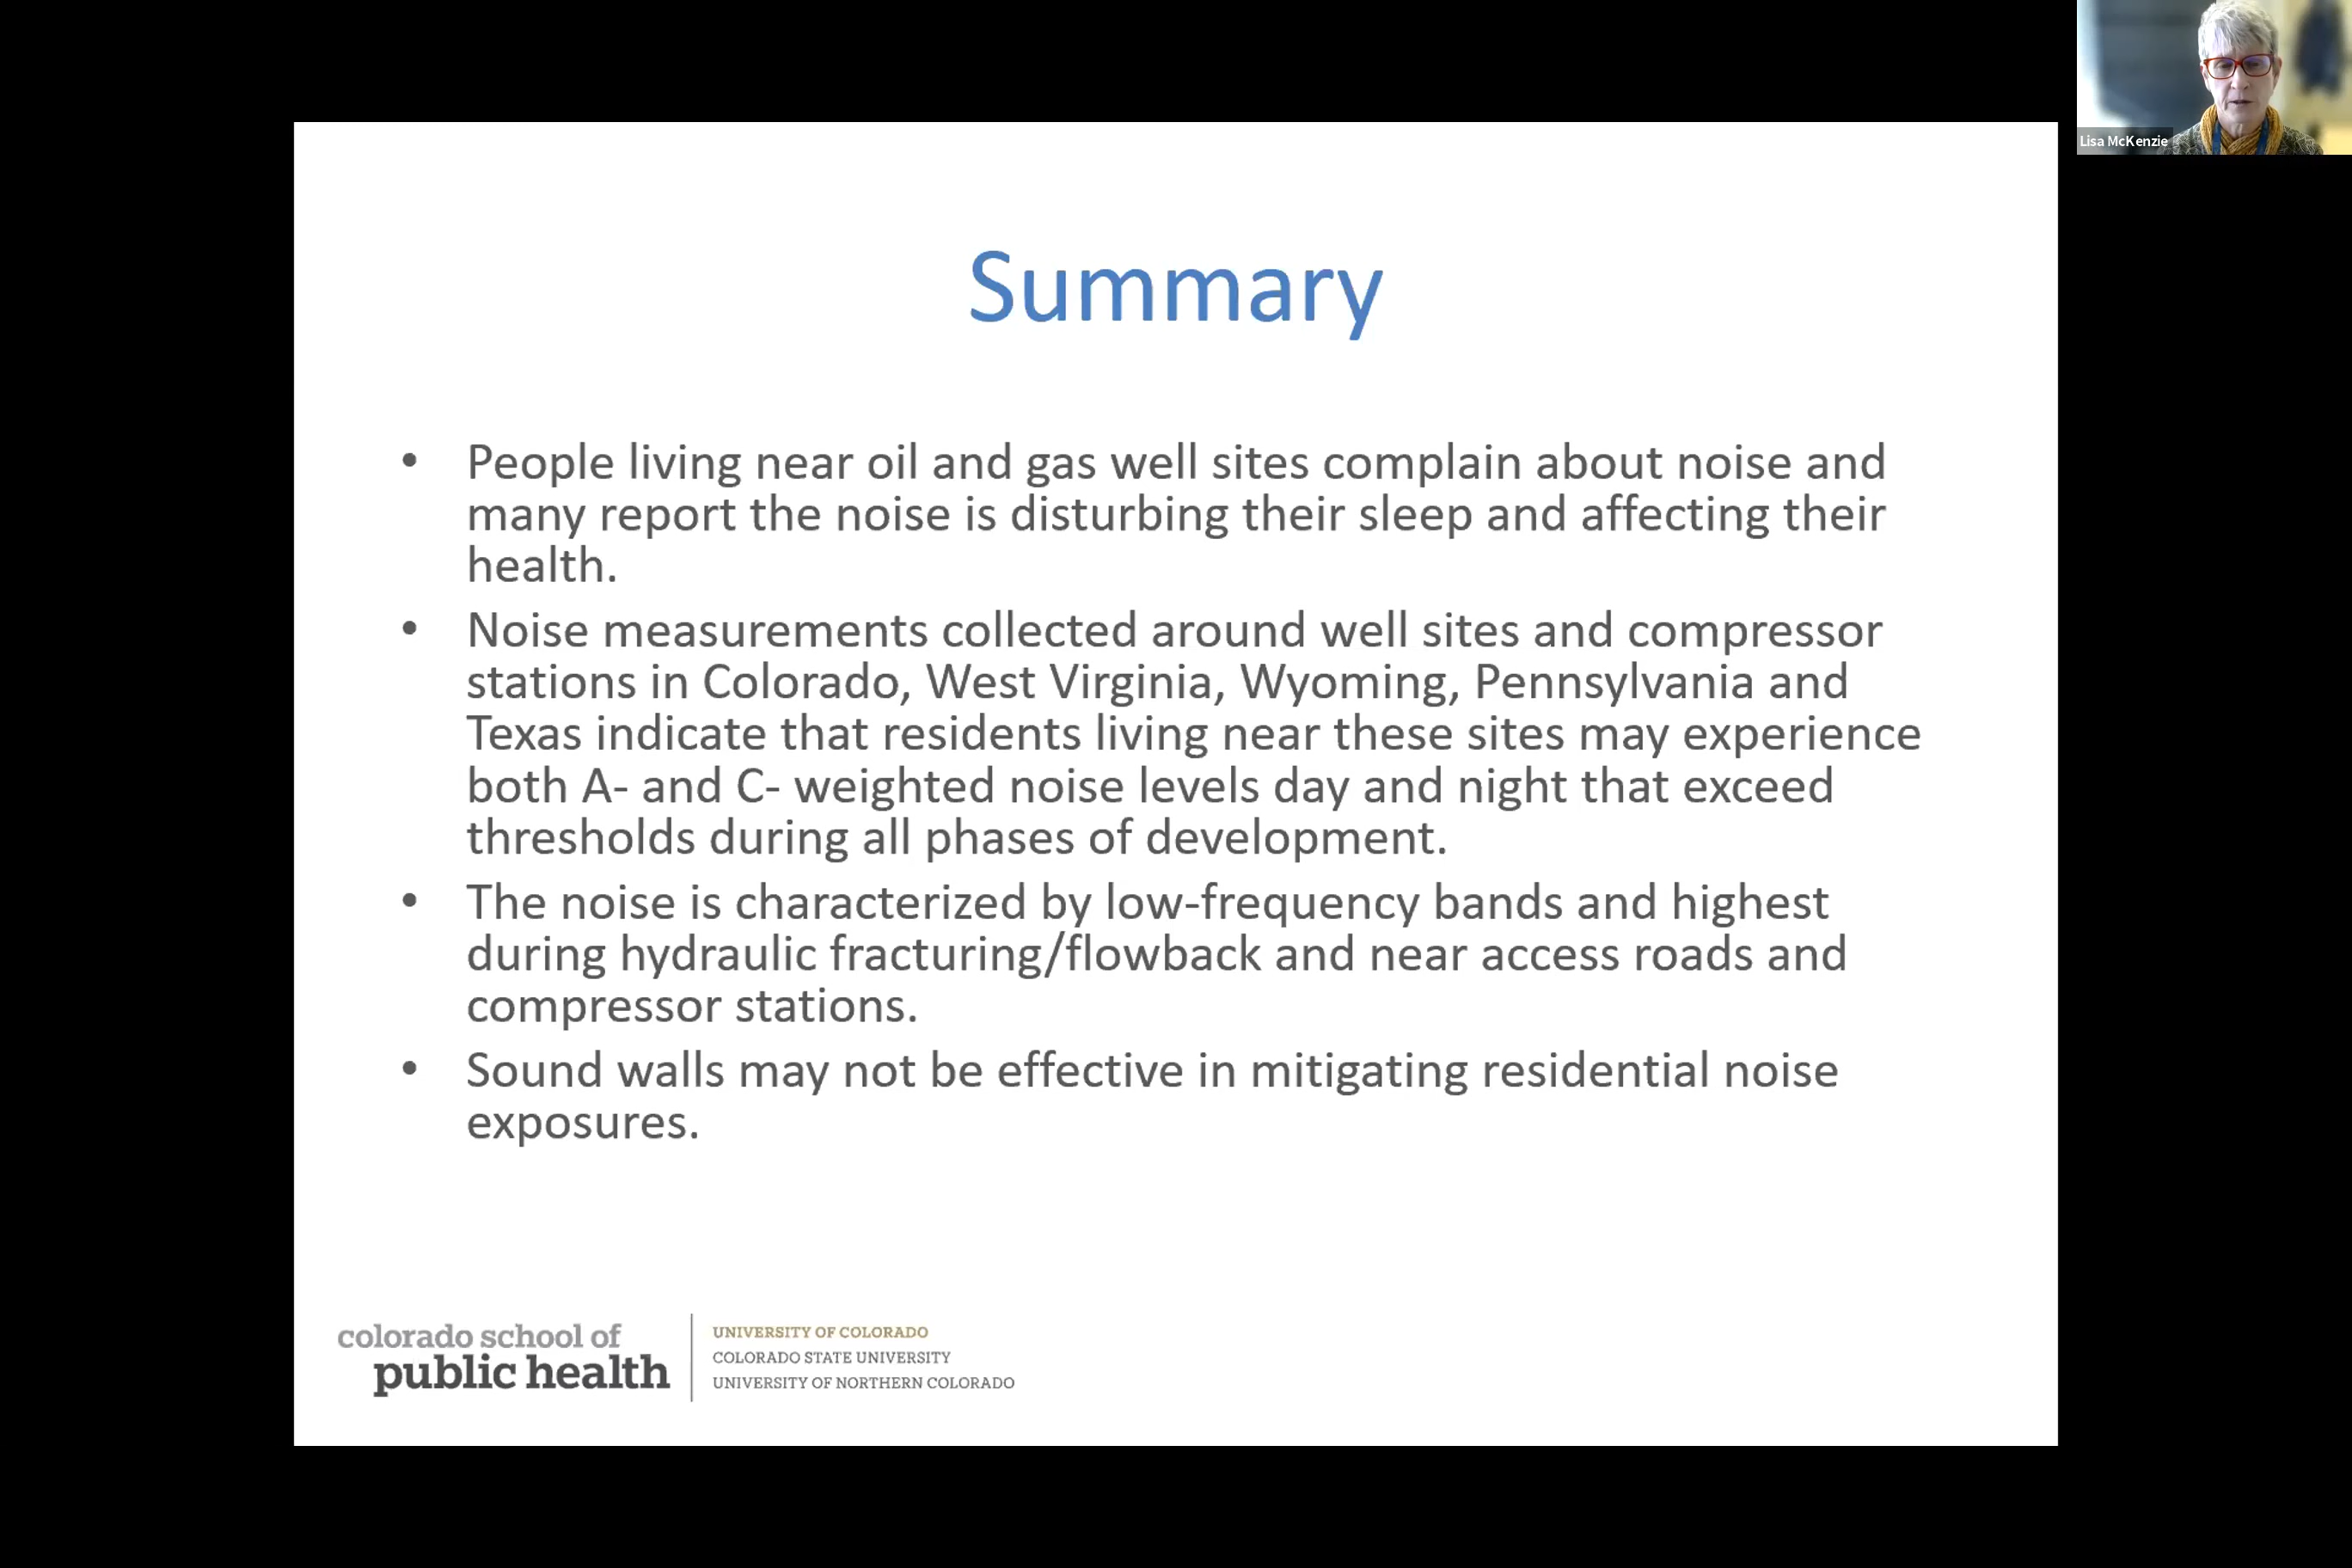 Lisa McKenzie
Summary
• People living near oil and gas well sites complain about noise and
many report the noise is disturbing their sleep and affecting their
health.
• Noise measurements collected around well sites and compressor
stations in Colorado, West Virginia, Wyoming, Pennsylvania and
Texas indicate that residents living near these sites may experience
both A- and C- weighted noise levels day and night that exceed
thresholds during all phases of development.
• The noise is characterized by low-frequency bands and highest
during hydraulic fracturing/flowback and near access roads and
compressor stations.
• Sound walls may not be effective in mitigating residential noise
exposures.
colorado school of
public health
UNIVERSITY OF COLORADO
COLORADO STATE UNIVERSITY
UNIVERSITY OF NORTHERN COLORADO